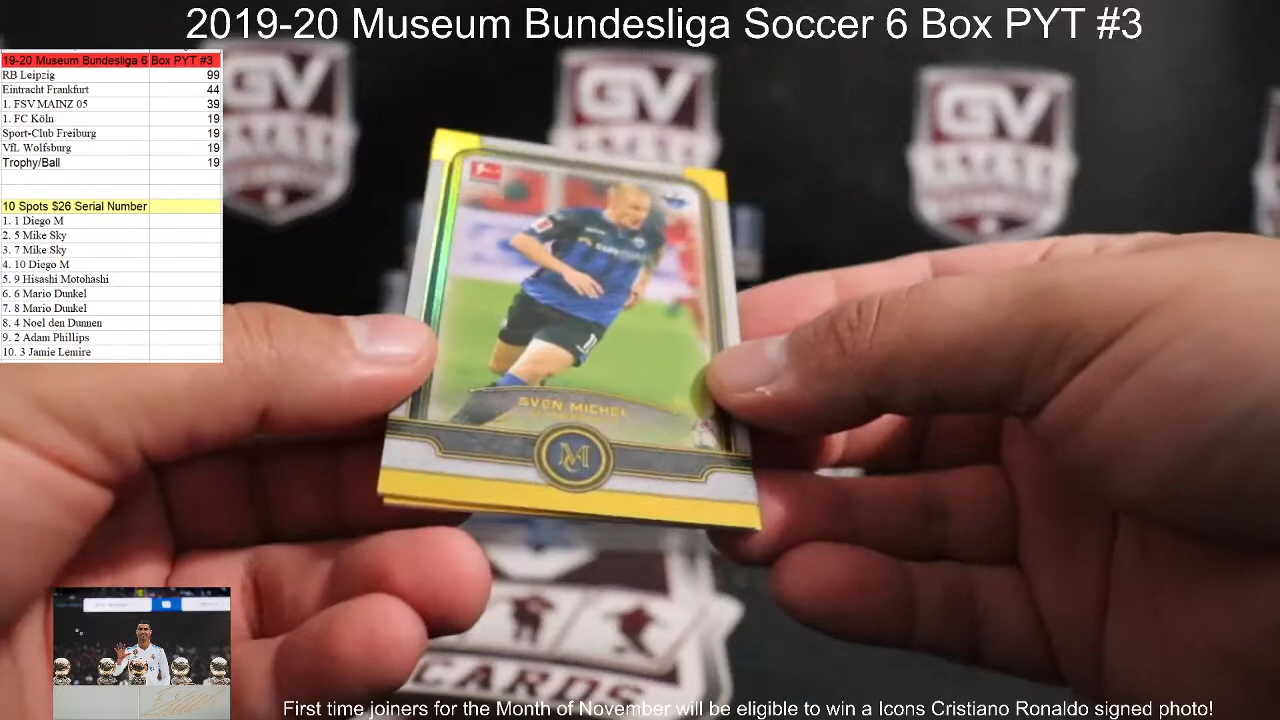 2019-20 Museum Bundesliga Soccer 6 Box PYT #3
19-20 Museum Bundesliga 6 Box PYT #3
RB Leipzig 99
Eintracht Frankfurt 44
1. FSV MAINZ 05 39
1. FC Köln 19
Sport-Club Freiburg 19
VfL Wolfsburg 19
Trophy/Ball 19
10 Spots $26 Serial Number
1. 1 Diego M
2. 5 Mike Sky
3. 7 Mike Sky
4. 10 Diego M
5. 9 Hisashi Motohashi
6. 6 Mario Dunkel
7. 8 Mario Dunkel
8. 4 Noel den Dunnen
9. 2 Adam Phillips
10. 3 Jamie Lemire
GV
GV
GV
SVEN MICHEL
MC
CARDS
First time joiners for the Month of November will be eligible to win a Icons Cristiano Ronaldo signed photo!